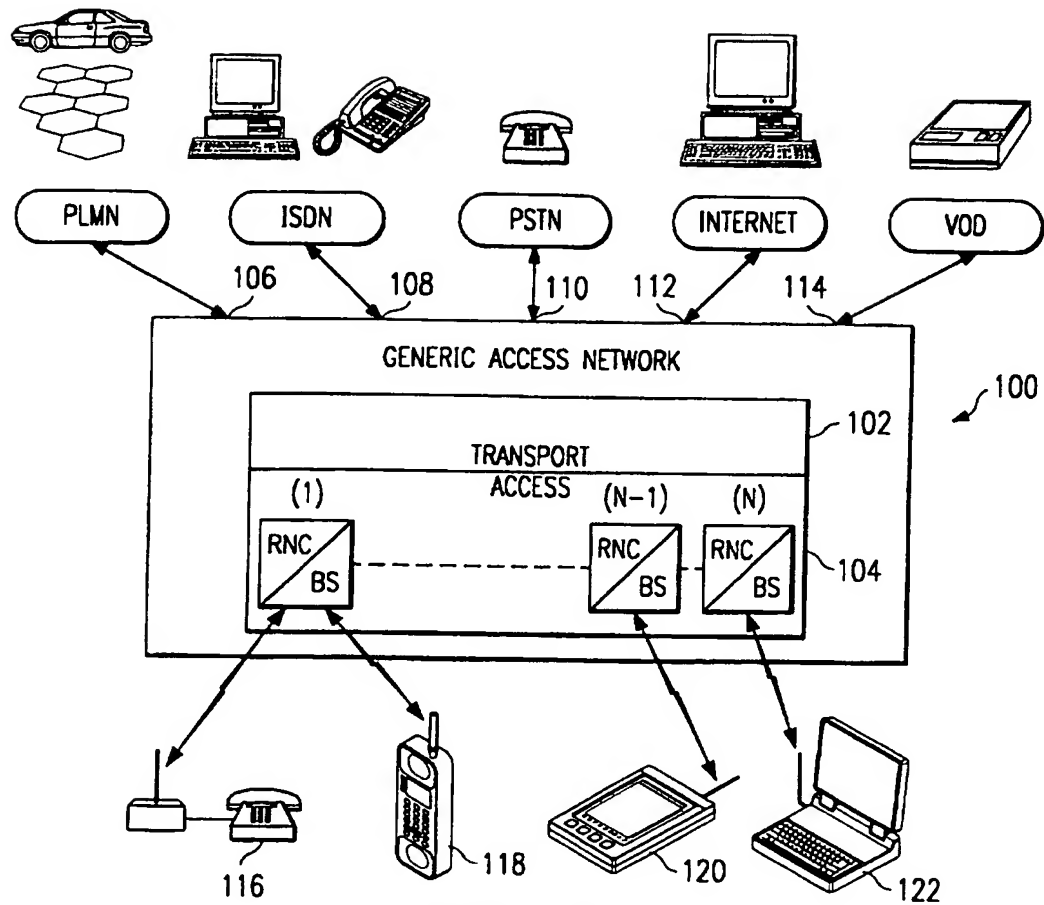 PLMN
ISDN
PSTN
INTERNET
VOD
106
108
110
112
114
GENERIC ACCESS NETWORK
100
102
TRANSPORT
ACCESS
(1)
(N-1)
(N)
RNC
BS
RNC
BS
RNC
BS
104
116
118
120
122